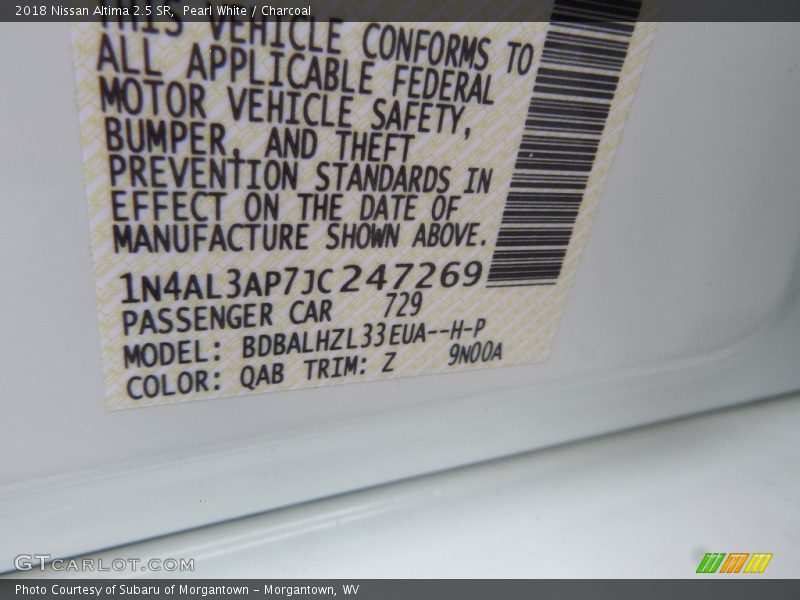 2018 Nissan Altima 2.5 SR, Pearl White / Charcoal
THIS VEHICLE CONFORMS TO
ALL APPLICABLE FEDERAL
MOTOR VEHICLE SAFETY,
BUMPER, AND THEFT
PREVENTION STANDARDS IN
EFFECT ON THE DATE OF
MANUFACTURE SHOWN ABOVE.
1N4AL3AP7JC247269
PASSENGER CAR 729
MODEL: BDBALHZL33EUA--H-P
COLOR: QAB TRIM: Z 9N00A
GTCARLOT.COM
Photo Courtesy of Subaru of Morgantown - Morgantown, WV